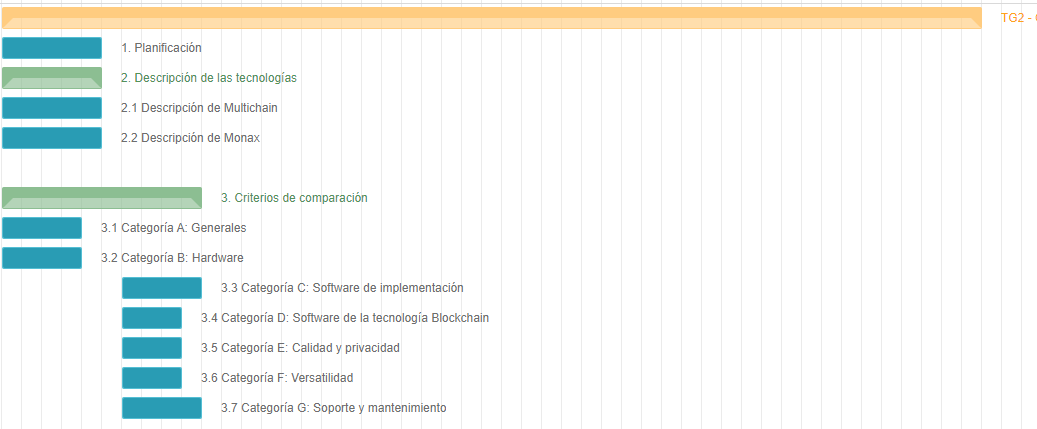 TG2 -
1. Planificación
2. Descripción de las tecnologías
2.1 Descripción de Multichain
2.2 Descripción de Monax
3. Criterios de comparación
3.1 Categoría A: Generales
3.2 Categoría B: Hardware
3.3 Categoría C: Software de implementación
3.4 Categoría D: Software de la tecnología Blockchain
3.5 Categoría E: Calidad y privacidad
3.6 Categoría F: Versatilidad
3.7 Categoría G: Soporte y mantenimiento